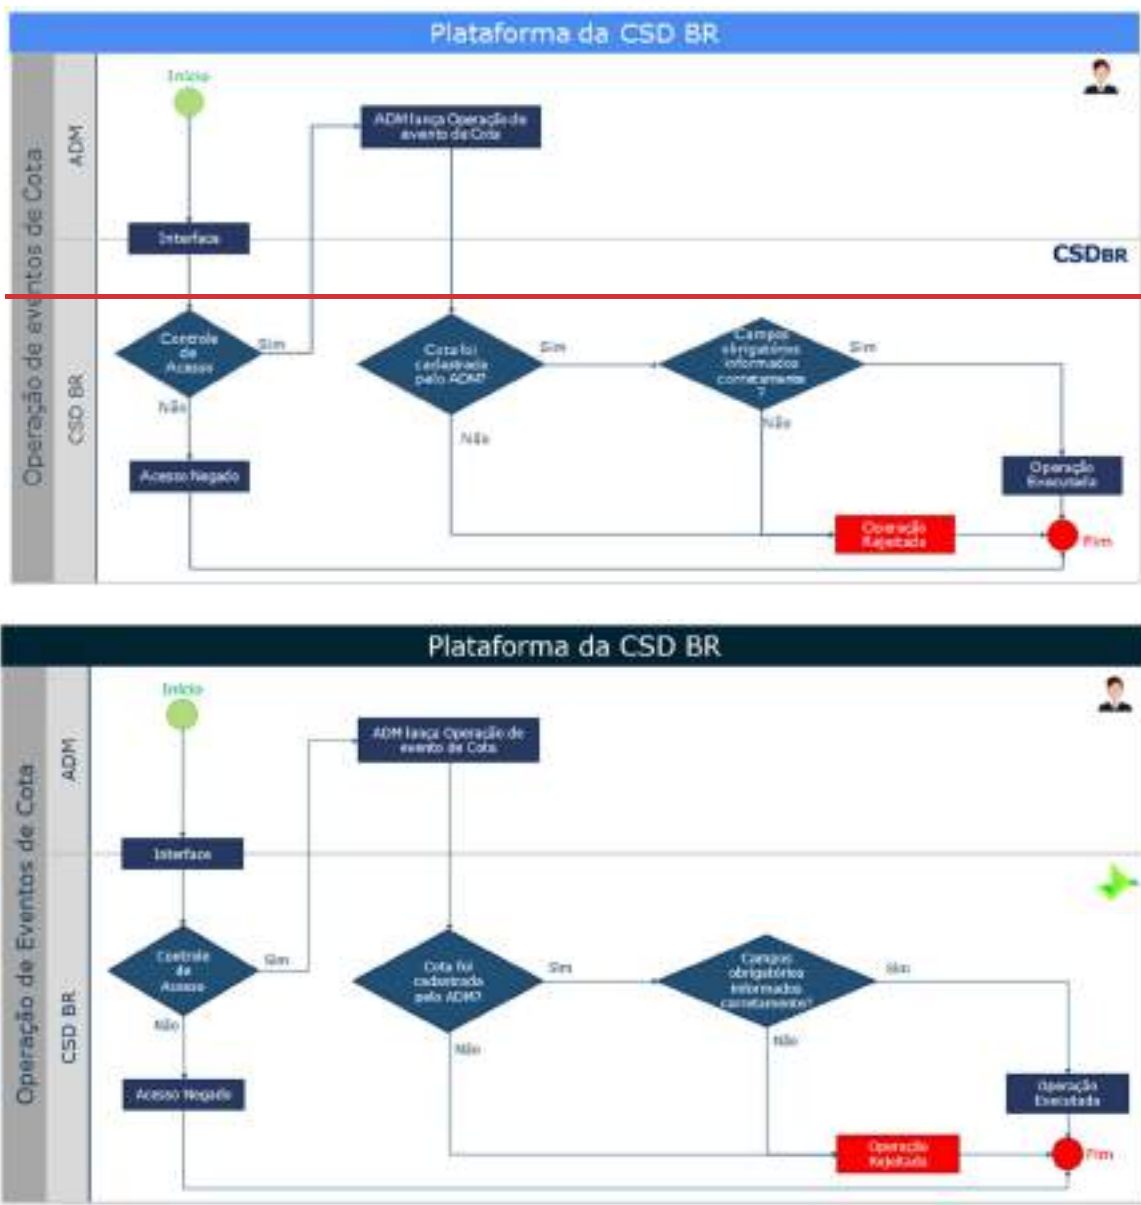 Plataforma da CSD BR
Operação de eventos de Cota
ADM
CSD BR
Início
ADM lança Operação de
evento de Cota
Interface
CSDBR
Controle
de
Acesso
Sim
Não
Cota foi
cadastrada
pelo ADM?
Sim
Não
Campos
obrigatórios
informados
corretamente
?
Sim
Não
Acesso Negado
Operação
Executada
Operação
Rejeitada
Fim
Plataforma da CSD BR
Operação de Eventos de Cota
ADM
CSD BR
Início
ADM lança Operação de
evento de Cota
Interface
Controle
de
Acesso
Sim
Não
Cota foi
cadastrada
pelo ADM?
Sim
Não
Campos
obrigatórios
informados
corretamente?
Sim
Não
Acesso Negado
Operação
Executada
Operação
Rejeitada
Fim